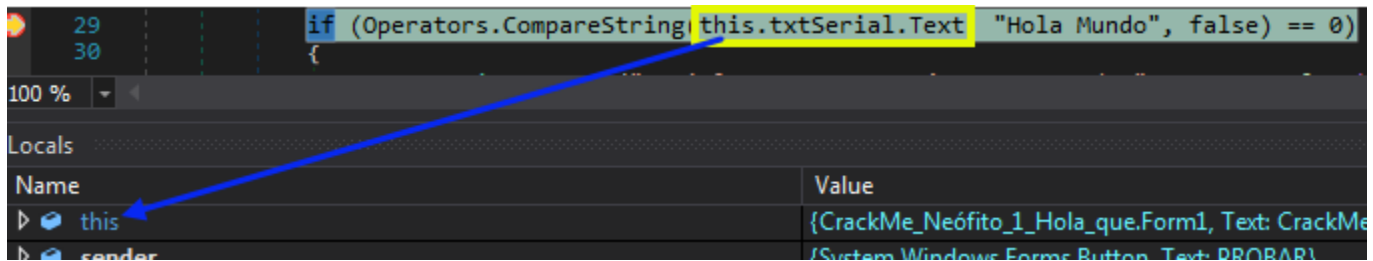 29 if (Operators.CompareString(this.txtSerial.Text "Hola Mundo", false) == 0)
30 {
100 %
Locals
Name Value
this {CrackMe_Neófito_1_Hola_que.Form1, Text: CrackMe
sender {System.Windows.Forms.Button, Text: PROBAR}